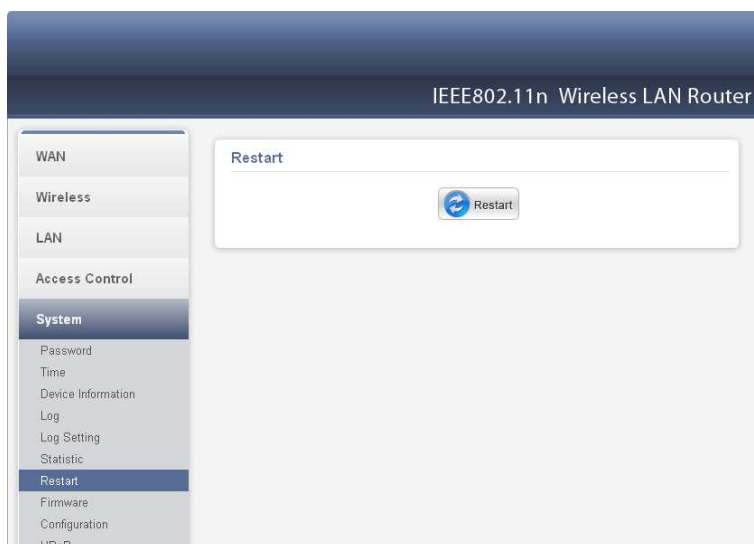 IEEE802.11n Wireless LAN Router
WAN
Wireless
LAN
Access Control
System
Password
Time
Device Information
Log
Log Setting
Statistic
Restart
Firmware
Configuration
Restart
Restart